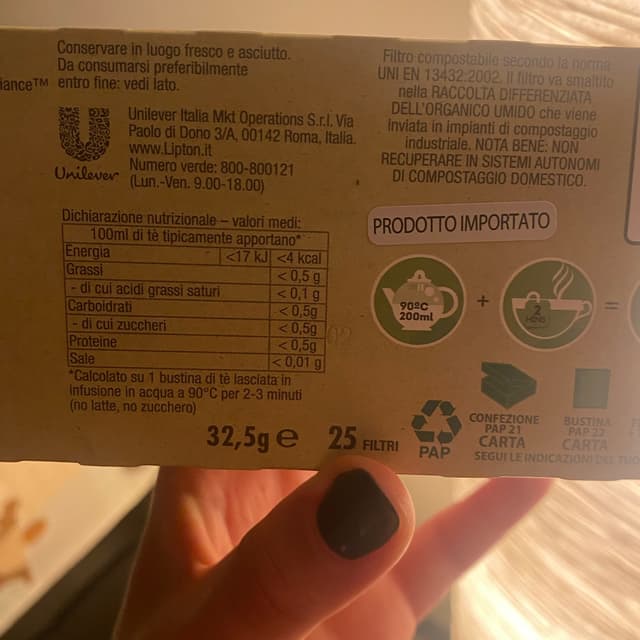 Conservare in luogo fresco e asciutto.
Da consumarsi preferibilmente
iance™ entro fine: vedi lato.
Unilever
Unilever Italia Mkt Operations S.r.l. Via
Paolo di Dono 3/A, 00142 Roma, Italia.
www.Lipton.it
Numero verde: 800-800121
(Lun.-Ven. 9.00-18.00)
Filtro compostabile secondo la norma
UNI EN 13432:2002. Il filtro va smaltito
nella RACCOLTA DIFFERENZIATA
DELL'ORGANICO UMIDO che viene
Inviata in impianti di compostaggio
industriale. NOTA BENE: NON
RECUPERARE IN SISTEMI AUTONOMI
DI COMPOSTAGGIO DOMESTICO.
Dichiarazione nutrizionale – valori medi:
100ml di tè tipicamente apportano*
Energia <17 kJ <4 kcal
Grassi < 0,5 g
- di cui acidi grassi saturi < 0,1 g
Carboidrati < 0,5g
- di cui zuccheri < 0,5g
Proteine < 0,5g
Sale < 0,01 g
*Calcolato su 1 bustina di tè lasciata in
infusione in acqua a 90°C per 2-3 minuti
(no latte, no zucchero)
PRODOTTO IMPORTATO
90ºC
200ml
+
2
=
32,5g e 25 FILTRI
PAP
CONFEZIONE
PAP 21
CARTA
BUSTINA
PAP 22
CARTA
SEGUI LE INDICAZIONI DEL TUO